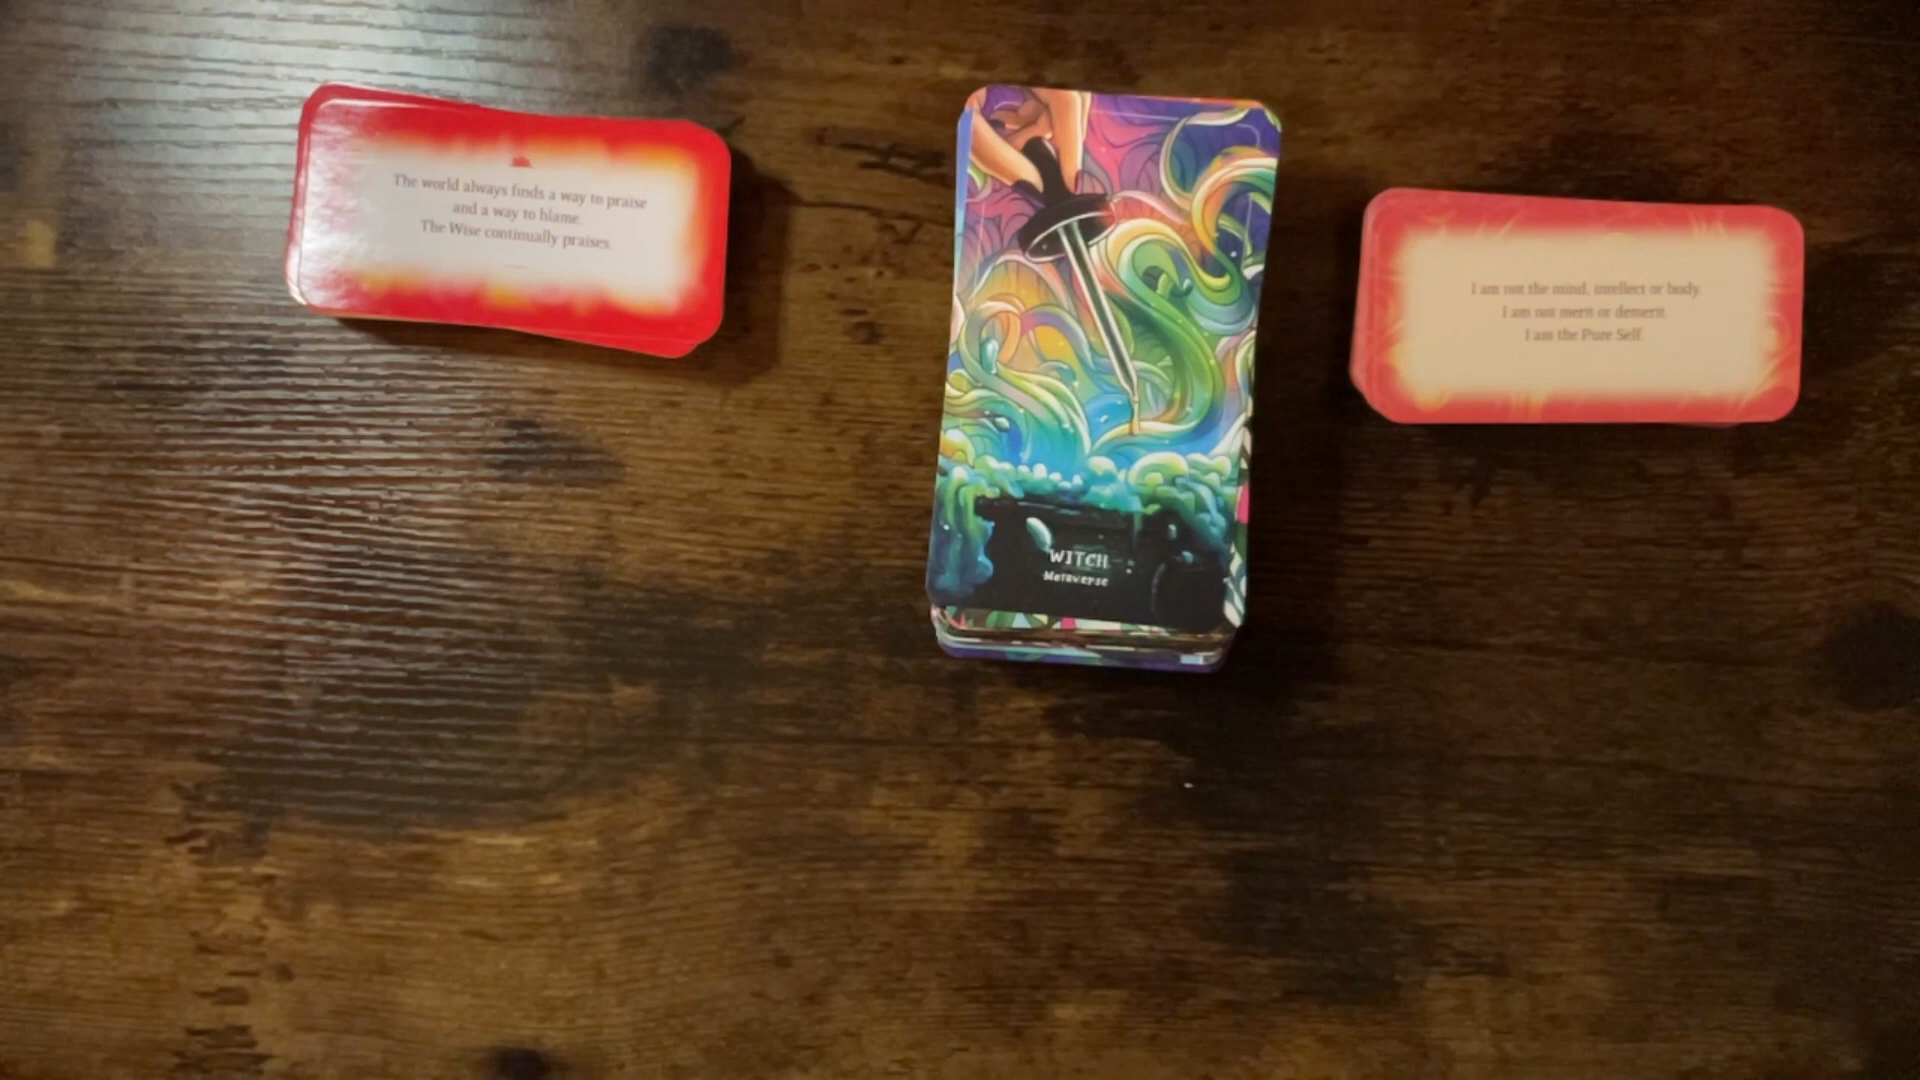 The world always finds a way to praise
and a way to blame.
The Wise continually praises.
WITCH
Metaverse
I am not the mind, intellect or body.
I am not merit or demerit.
I am the Pure Self.